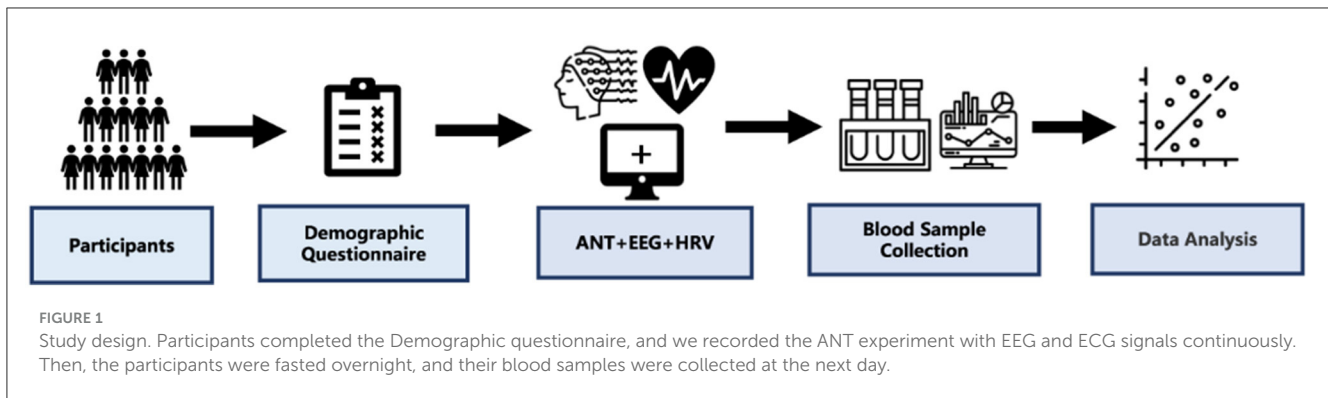 Participants
Demographic
Questionnaire
ANT+EEG+HRV
Blood Sample
Collection
Data Analysis
FIGURE 1
Study design. Participants completed the Demographic questionnaire, and we recorded the ANT experiment with EEG and ECG signals continuously.
Then, the participants were fasted overnight, and their blood samples were collected at the next day.